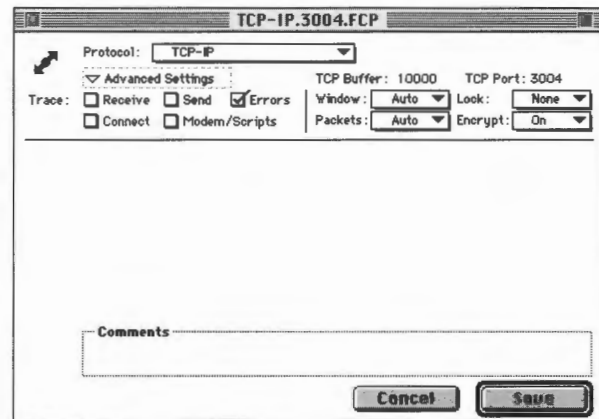 TCP-IP.3004.FCP
Protocol: TCP-IP
Advanced Settings TCP Buffer: 10000 TCP Port: 3004
Trace: Receive Send Errors Window: Auto Lock: None
Connect Modem/Scripts Packets: Auto Encrypt: On
Comments
Cancel Save